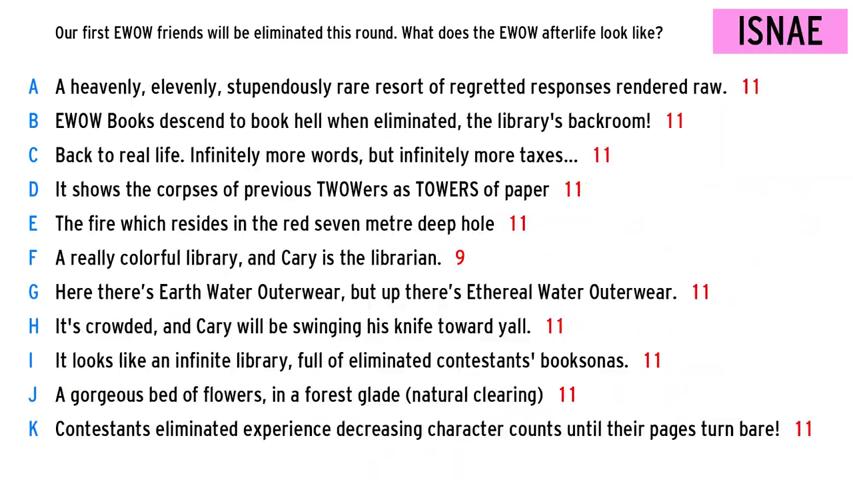 Our first EWOW friends will be eliminated this round. What does the EWOW afterlife look like?
ISNAE
A A heavenly, elevenly, stupendously rare resort of regretted responses rendered raw. 11
B EWOW Books descend to book hell when eliminated, the library's backroom! 11
C Back to real life. Infinitely more words, but infinitely more taxes... 11
D It shows the corpses of previous TWOWers as TOWERS of paper 11
E The fire which resides in the red seven metre deep hole 11
F A really colorful library, and Cary is the librarian. 9
G Here there’s Earth Water Outerwear, but up there’s Ethereal Water Outerwear. 11
H It's crowded, and Cary will be swinging his knife toward yall. 11
I It looks like an infinite library, full of eliminated contestants' booksonas. 11
J A gorgeous bed of flowers, in a forest glade (natural clearing) 11
K Contestants eliminated experience decreasing character counts until their pages turn bare! 11